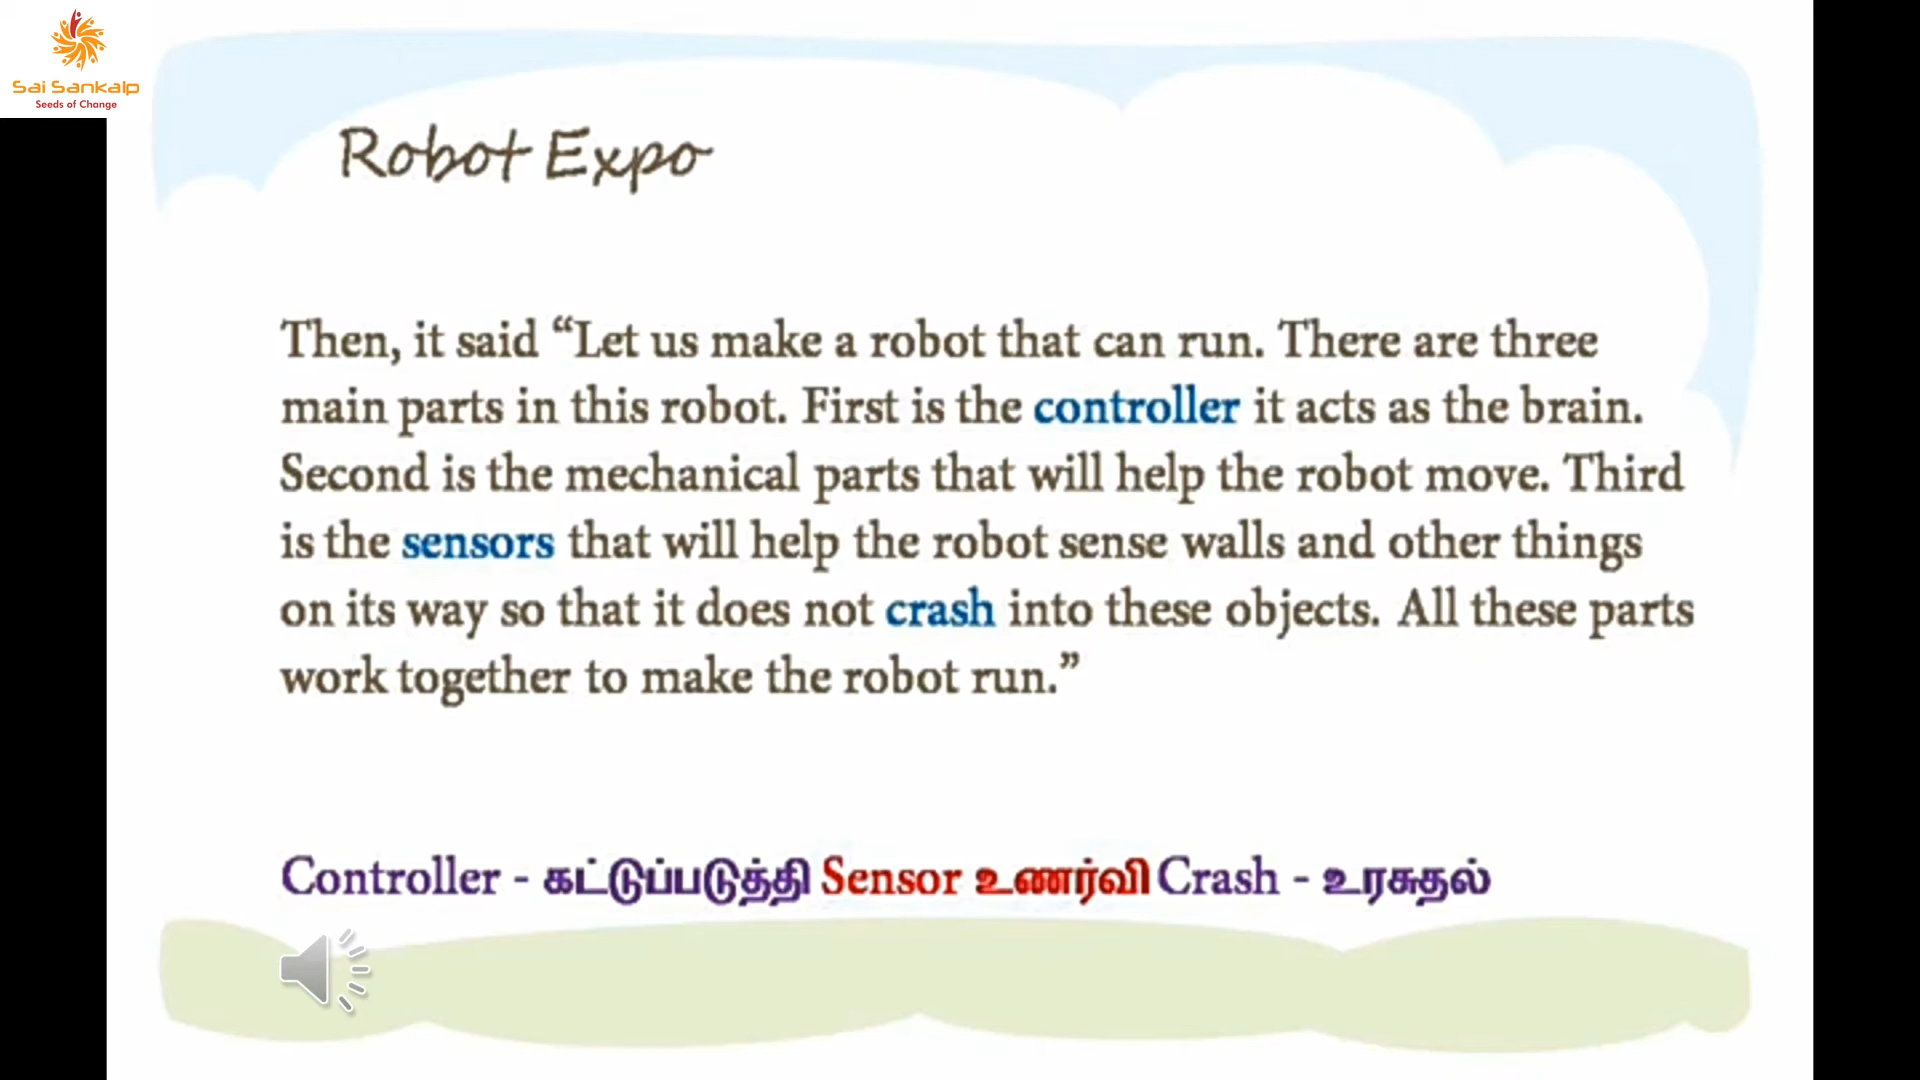 Sai Sankalp
Seeds of Change
Robot Expo
Then, it said “Let us make a robot that can run. There are three
main parts in this robot. First is the controller it acts as the brain.
Second is the mechanical parts that will help the robot move. Third
is the sensors that will help the robot sense walls and other things
on its way so that it does not crash into these objects. All these parts
work together to make the robot run.”
Controller - கட்டுப்படுத்தி Sensor உணர்வி Crash - உரசுதல்